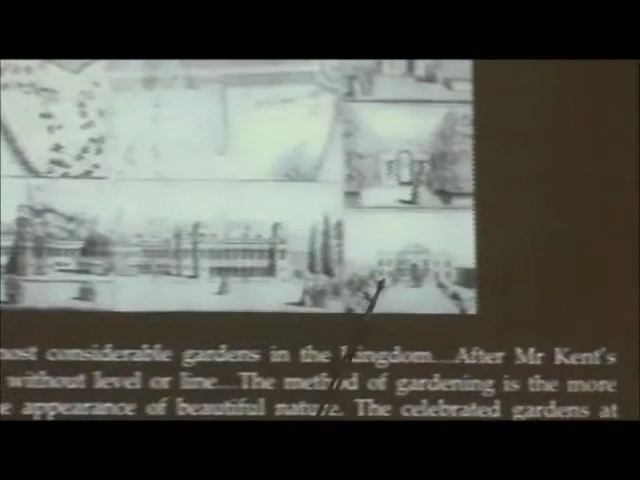 most considerable gardens in the kingdom...After Mr Kent's
without level or line...The method of gardening is the more
appearance of beautiful nature. The celebrated gardens at